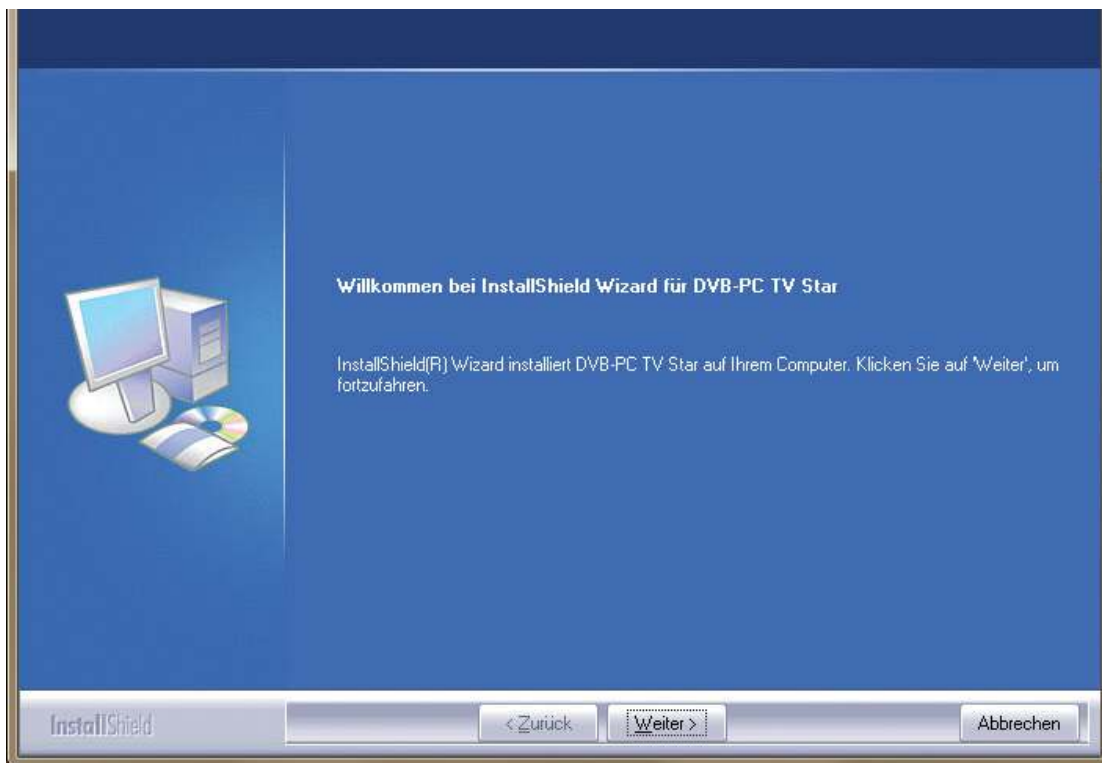 Willkommen bei InstallShield Wizard für DVB-PC TV Star
InstallShield(R) Wizard installiert DVB-PC TV Star auf Ihrem Computer. Klicken Sie auf 'Weiter', um
fortzufahren.
InstallShield
< Zurück
Weiter >
Abbrechen